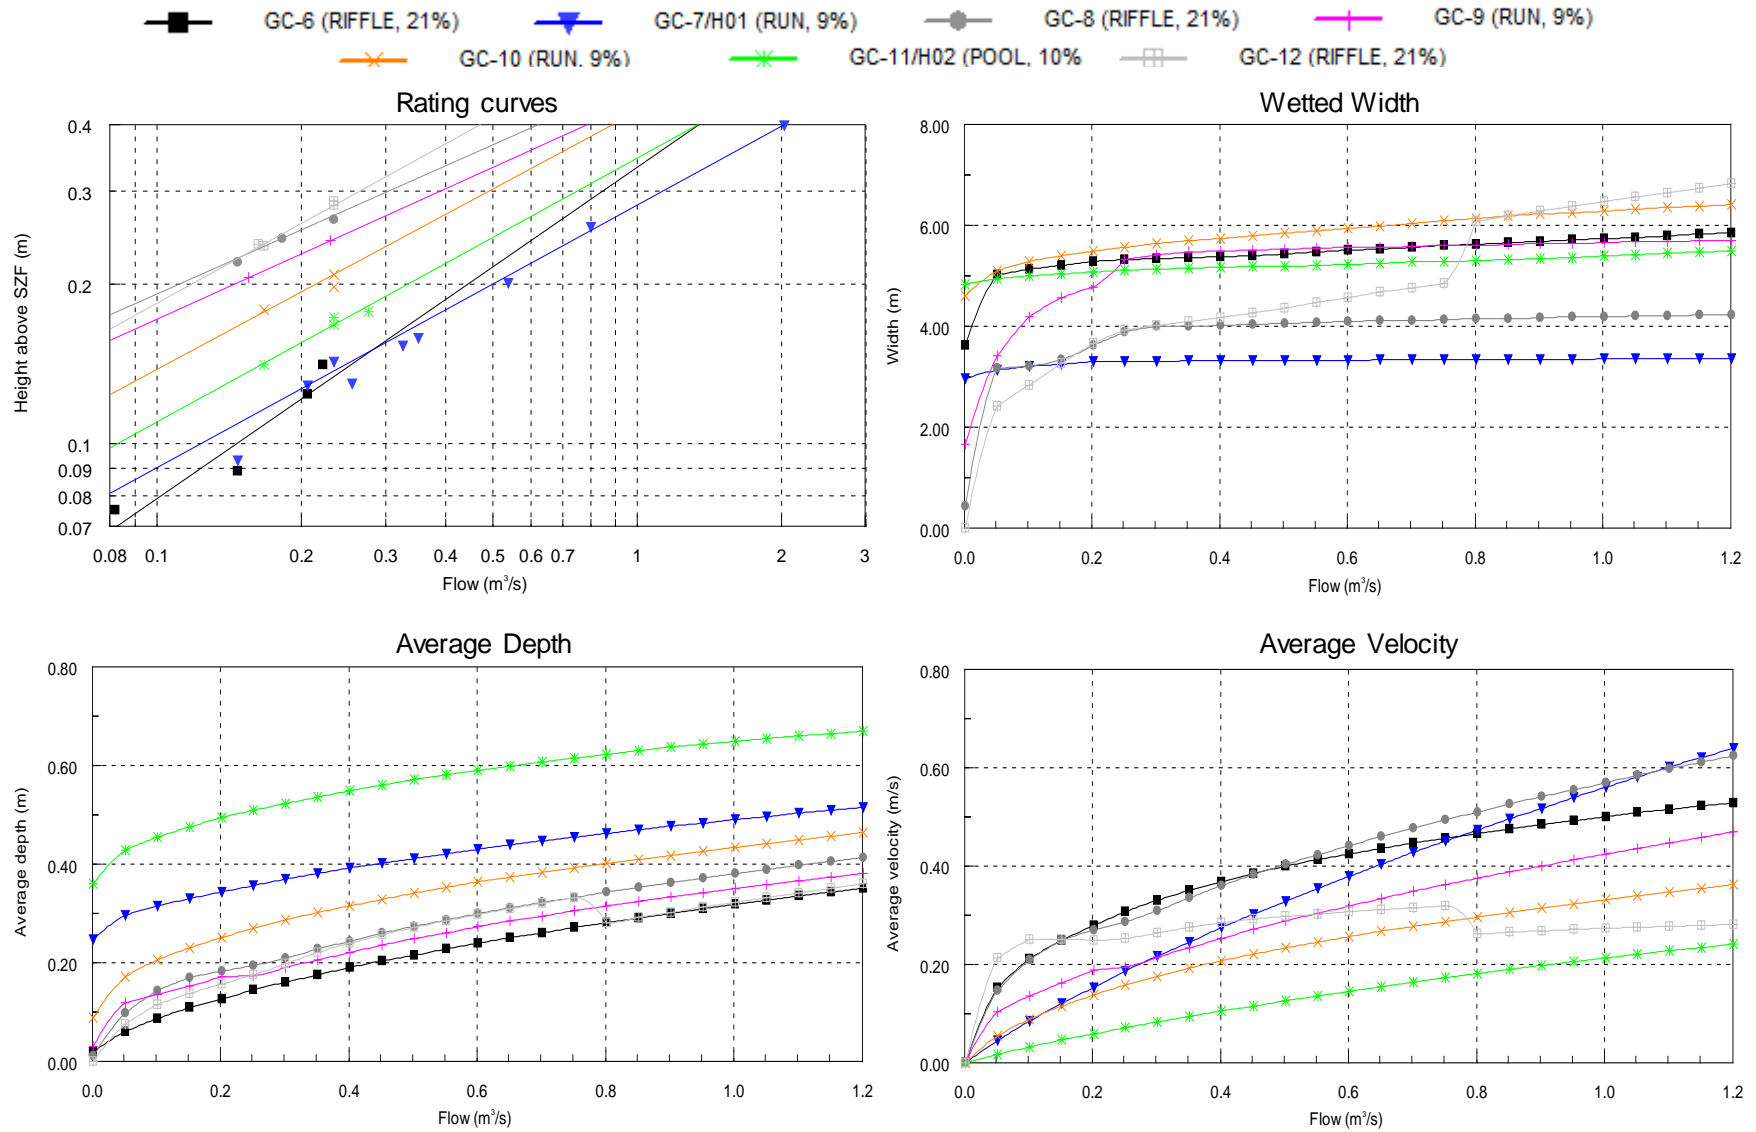 GC-6 (RIFFLE, 21%) GC-7/H01 (RUN, 9%) GC-8 (RIFFLE, 21%) GC-9 (RUN, 9%)
GC-10 (RUN. 9%) GC-11/H02 (POOL, 10% GC-12 (RIFFLE, 21%)
Rating curves
0.4
0.3
0.2
0.1
0.09
0.08
0.07
Height above SZF (m)
0.08 0.1 0.2 0.3 0.4 0.5 0.6 0.7 1 2 3
Flow (m³/s)
Wetted Width
8.00
6.00
4.00
2.00
0.00
Width (m)
0.0 0.2 0.4 0.6 0.8 1.0 1.2
Flow (m³/s)
Average Depth
0.80
0.60
0.40
0.20
0.00
Average depth (m)
0.0 0.2 0.4 0.6 0.8 1.0 1.2
Flow (m³/s)
Average Velocity
0.80
0.60
0.40
0.20
0.00
Average velocity (m/s)
0.0 0.2 0.4 0.6 0.8 1.0 1.2
Flow (m³/s)